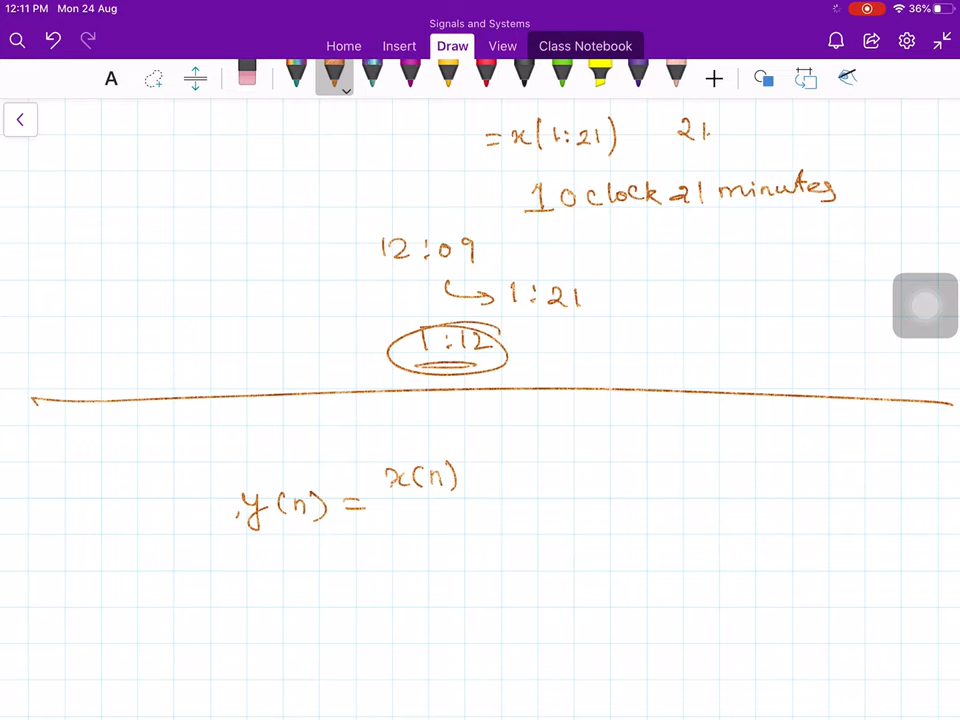 12:11 PM Mon 24 Aug
36%
Signals and Systems
Home Insert Draw View Class Notebook
A
= x(1:21) 21
1 0 clock 21 minutes
12:09
1:21
1:12
y(n) = x(n)